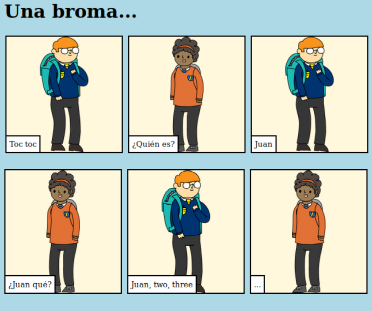 Una broma...
Toc toc
¿Quién es?
Juan
¿Juan qué?
Juan, two, three
...